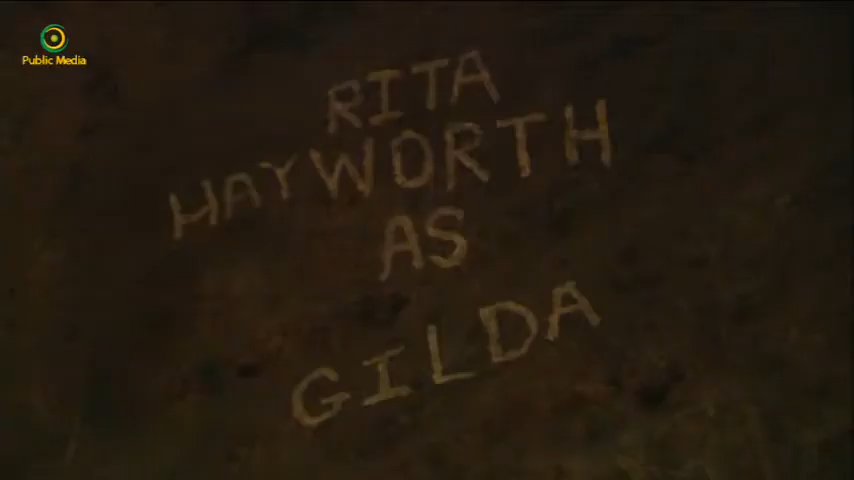 Public Media
RITA
HAYWORTH
AS
GILDA